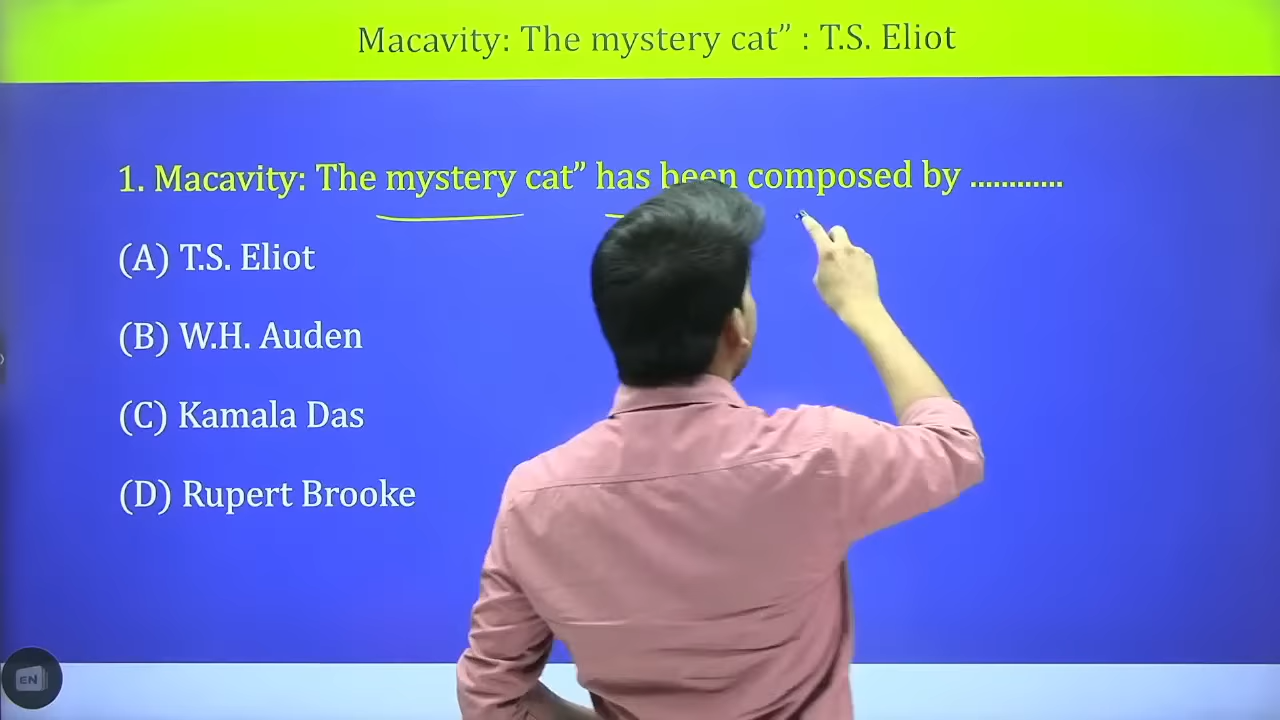 Macavity: The mystery cat” : T.S. Eliot
1. Macavity: The mystery cat” has been composed by ............
(A) T.S. Eliot
(B) W.H. Auden
(C) Kamala Das
(D) Rupert Brooke
EN